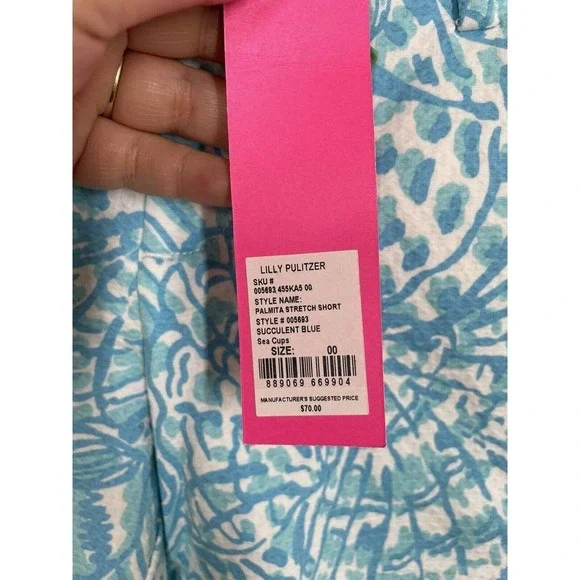 LILLY PULITZER
SKU #
005693 455KA5 00
STYLE NAME:
PALMITA STRETCH SHORT
STYLE # 005693
SUCCULENT BLUE
Sea Cups
SIZE: 00
889069 669904
MANUFACTURER'S SUGGESTED PRICE
$70.00